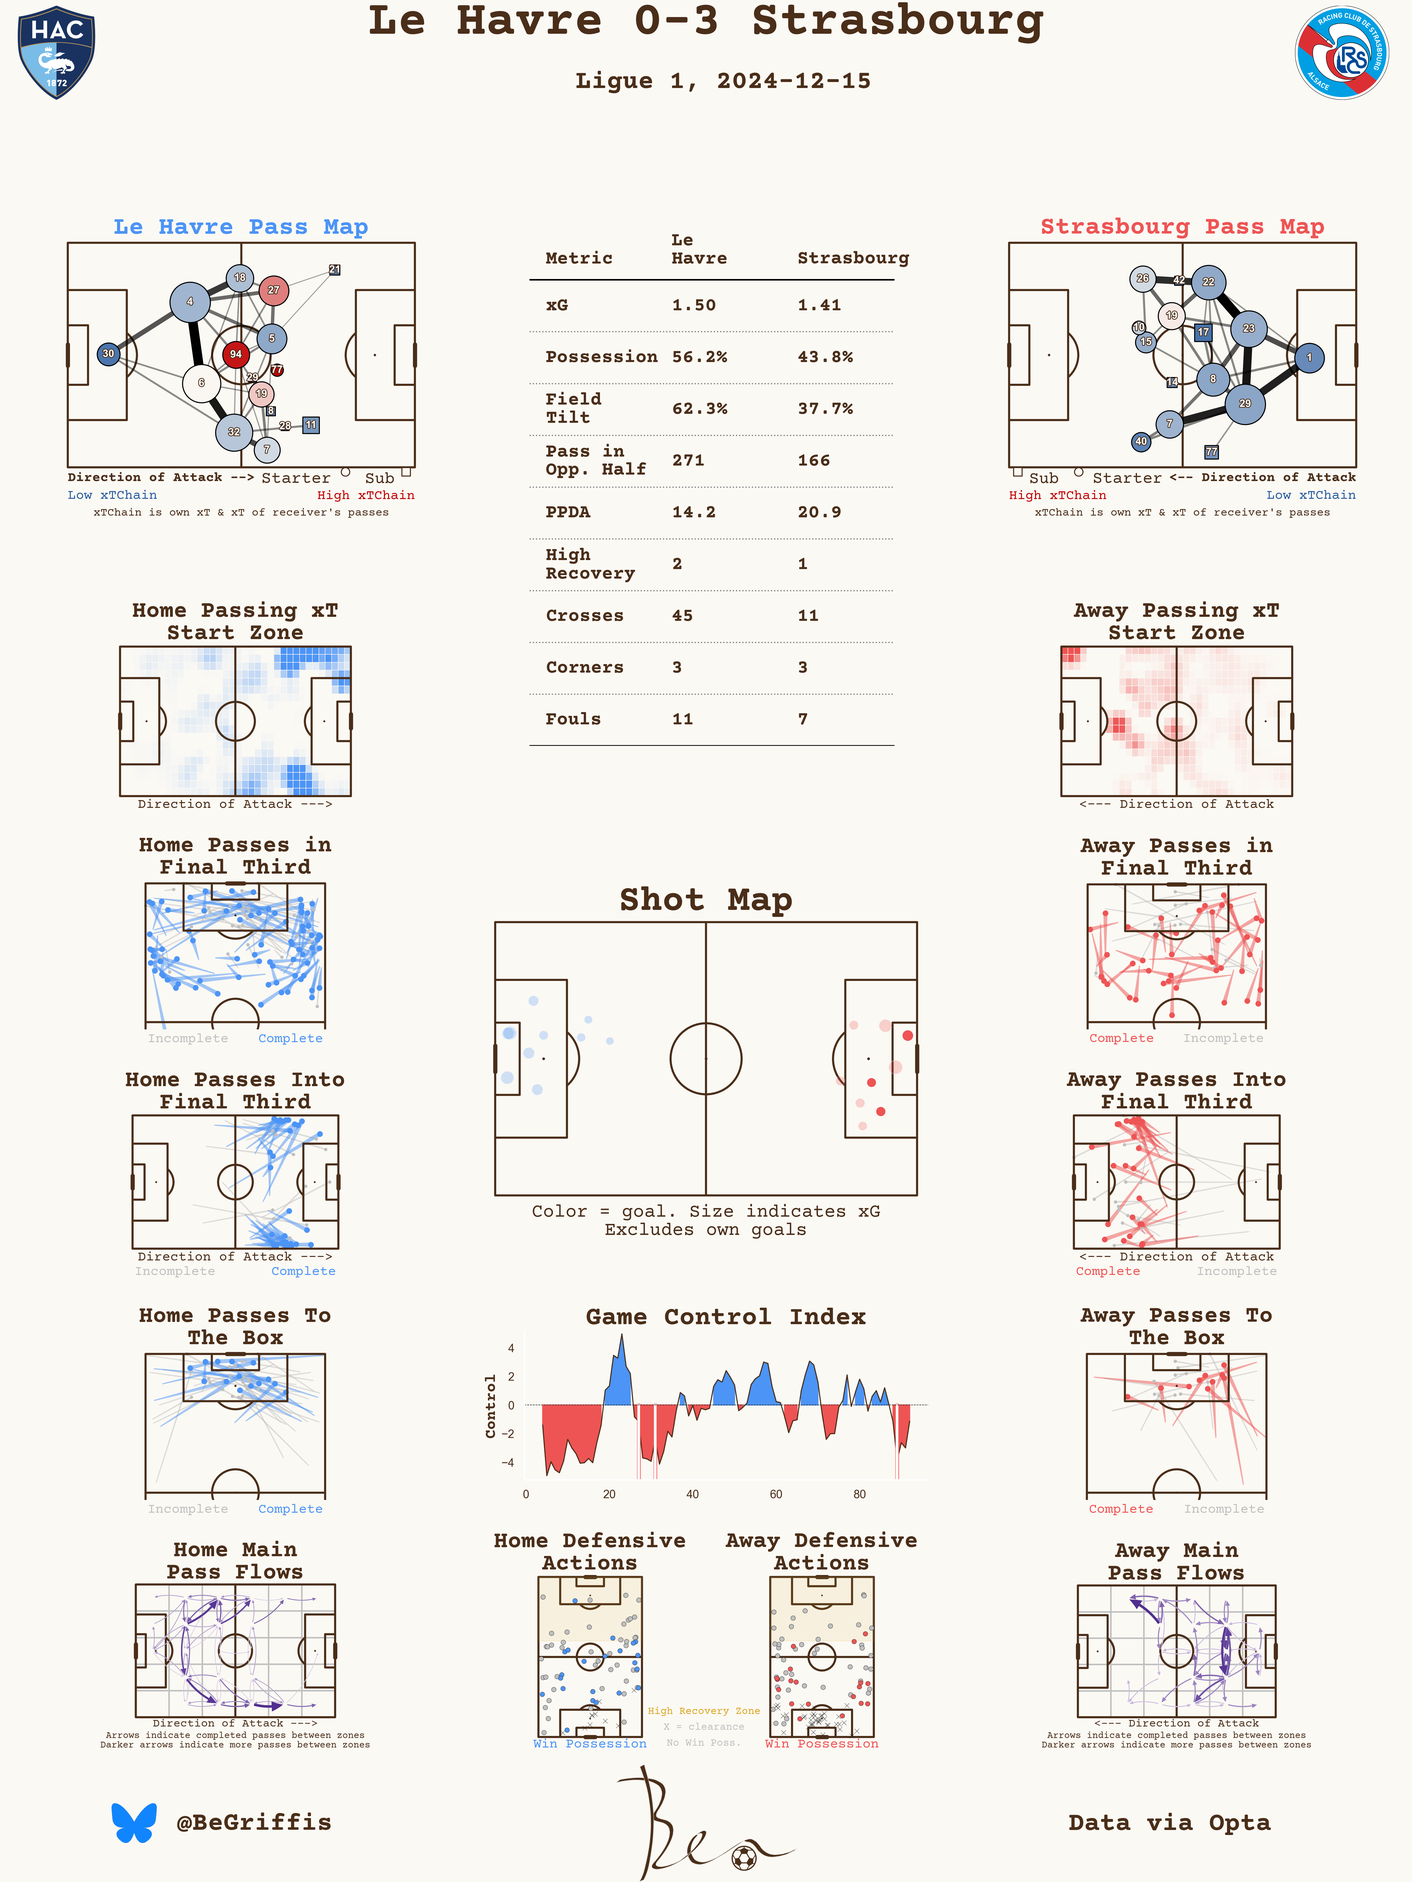 Le Havre 0-3 Strasbourg
Ligue 1, 2024-12-15
HAC
1872
RACING CLUB DE STRASBOURG
ALSACE
RCS
Le Havre Pass Map
4
18
27
21
5
30
94
77
29
6
19
8
32
28
11
7
Direction of Attack --> Starter Sub
Low xTChain High xTChain
xTChain is own xT & xT of receiver's passes
Metric Le Havre Strasbourg
xG 1.50 1.41
Possession 56.2% 43.8%
Field Tilt 62.3% 37.7%
Pass in Opp. Half 271 166
PPDA 14.2 20.9
High Recovery 2 1
Crosses 45 11
Corners 3 3
Fouls 11 7
Strasbourg Pass Map
26
42
22
19
10
15
17
23
1
14
8
29
7
40
77
Sub Starter <-- Direction of Attack
High xTChain Low xTChain
xTChain is own xT & xT of receiver's passes
Home Passing xT
Start Zone
Direction of Attack --->
Away Passing xT
Start Zone
<--- Direction of Attack
Home Passes in
Final Third
Incomplete Complete
Away Passes in
Final Third
Complete Incomplete
Shot Map
Color = goal. Size indicates xG
Excludes own goals
Home Passes Into
Final Third
Direction of Attack --->
Incomplete Complete
Away Passes Into
Final Third
<--- Direction of Attack
Complete Incomplete
Home Passes To
The Box
Incomplete Complete
Game Control Index
Control
4
2
0
−2
−4
0 20 40 60 80
Away Passes To
The Box
Complete Incomplete
Home Main
Pass Flows
Direction of Attack --->
Arrows indicate completed passes between zones
Darker arrows indicate more passes between zones
Home Defensive
Actions
Win Possession
High Recovery Zone
X = clearance
No Win Poss.
Away Defensive
Actions
Win Possession
Away Main
Pass Flows
<--- Direction of Attack
Arrows indicate completed passes between zones
Darker arrows indicate more passes between zones
@BeGriffis
Ben
Data via Opta